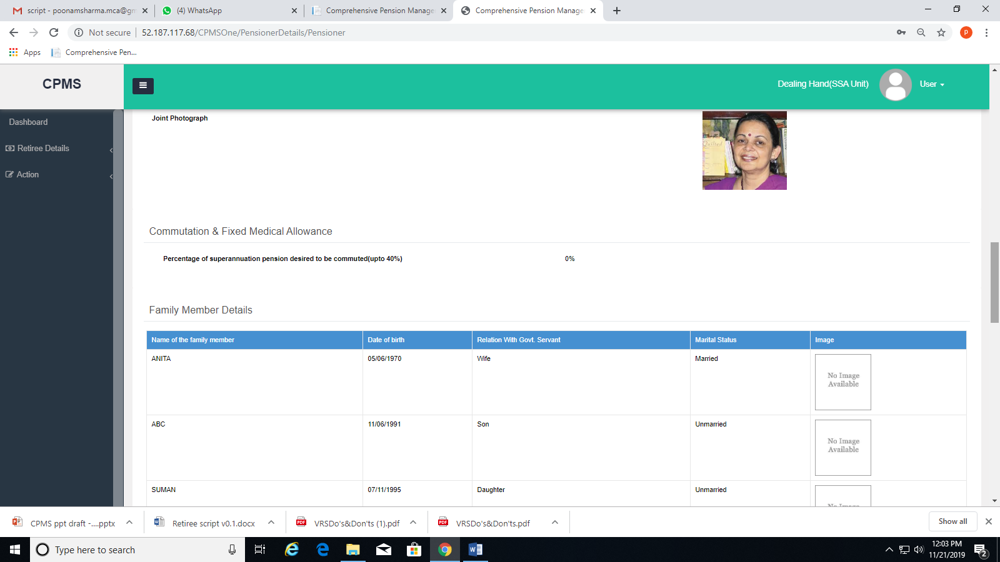 script - poonamsharma.mca@gm
(4) WhatsApp
Comprehensive Pension Manage
Comprehensive Pension Manage
Not secure
52.187.117.68/CPMSOne/PensionerDetails/Pensioner
P
Apps
Comprehensive Pen...
CPMS
Dealing Hand(SSA Unit)
User
Dashboard
Retiree Details
Action
Joint Photograph
Quilted
Commutation & Fixed Medical Allowance
Percentage of superannuation pension desired to be commuted(upto 40%) 0%
Family Member Details
Name of the family member Date of birth Relation With Govt. Servant Marital Status Image
ANITA 05/06/1970 Wife Married
No Image
Available
ABC 11/06/1991 Son Unmarried
No Image
Available
SUMAN 07/11/1995 Daughter Unmarried
No Image
CPMS ppt draft -....pptx
Retiree script v0.1.docx
PDF
VRSDo's&Don'ts (1).pdf
PDF
VRSDo's&Don'ts.pdf
Show all
Type here to search
12:03 PM
11/21/2019
2